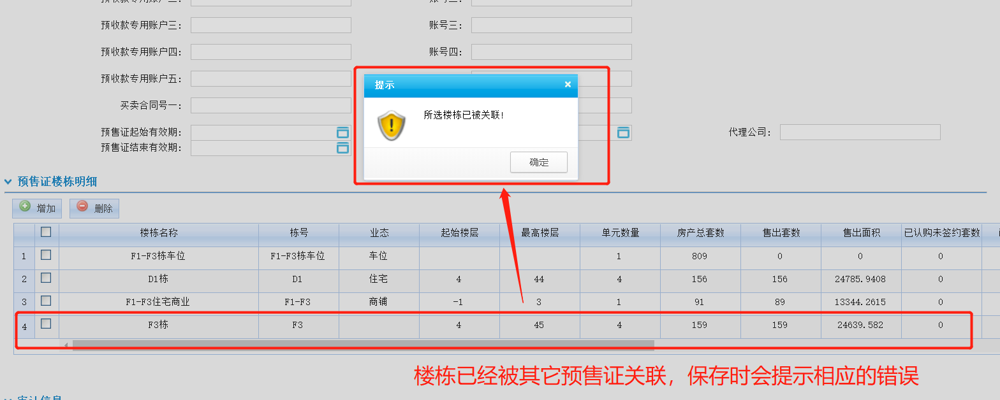 预收款专用账户三： 账号三：
预收款专用账户四： 账号四：
预收款专用账户五：
买卖合同号一：
预售证起始有效期： 代理公司：
预售证结束有效期：
提示
所选楼栋已被关联!
确定
预售证楼栋明细
增加 删除
楼栋名称 栋号 业态 起始楼层 最高楼层 单元数量 房产总套数 售出套数 售出面积 已认购未签约套数
1 F1-F3栋车位 F1-F3栋车位 车位 1 809 0 0 0
2 D1栋 D1 住宅 4 44 4 156 156 24785.9408 0
3 F1-F3住宅商业 F1-F3 商铺 -1 3 1 91 89 13344.2615 0
4 F3栋 F3 4 45 4 159 159 24639.582 0
楼栋已经被其它预售证关联，保存时会提示相应的错误
审计信息